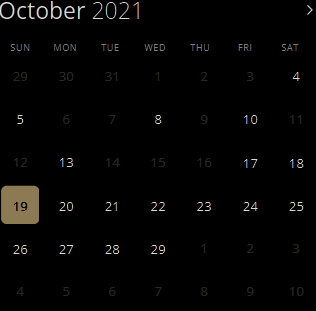 October 2021
SUN MON TUE WED THU FRI SAT
29 30 31 1 2 3 4
5 6 7 8 9 10 11
12 13 14 15 16 17 18
19 20 21 22 23 24 25
26 27 28 29 1 2 3
4 5 6 7 8 9 10